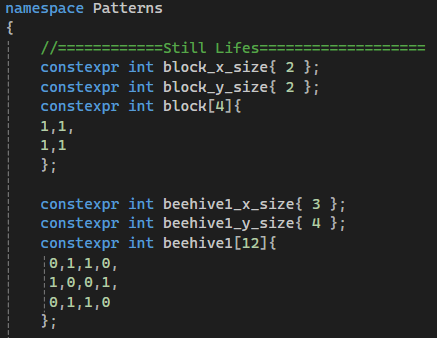 namespace Patterns
{
//============Still Lifes===================
constexpr int block_x_size{ 2 };
constexpr int block_y_size{ 2 };
constexpr int block[4]{
1,1,
1,1
};
constexpr int beehive1_x_size{ 3 };
constexpr int beehive1_y_size{ 4 };
constexpr int beehive1[12]{
0,1,1,0,
1,0,0,1,
0,1,1,0
};